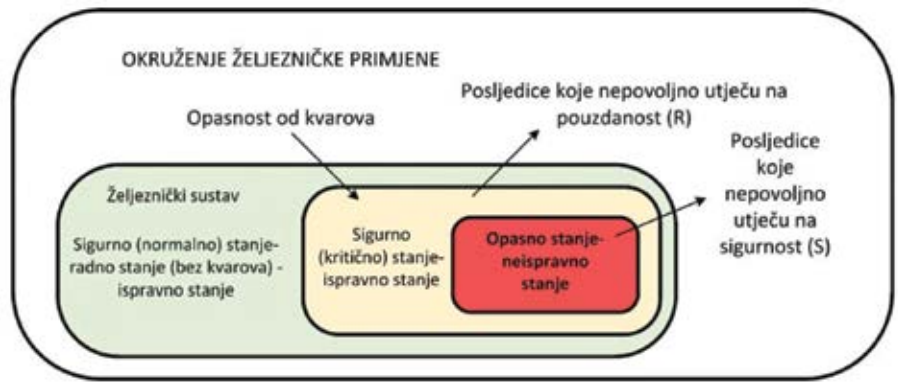 OKRUŽENJE ŽELJEZNIČKE PRIMJENE
Opasnost od kvarova
Posljedice koje nepovoljno utječu na
pouzdanost (R)
Posljedice
koje
nepovoljno
utječu na
sigurnost (S)
Željeznički sustav
Sigurno (normalno) stanje-
radno stanje (bez kvarova) -
ispravno stanje
Sigurno
(kritično) stanje-
ispravno stanje
Opasno stanje-
neispravno
stanje